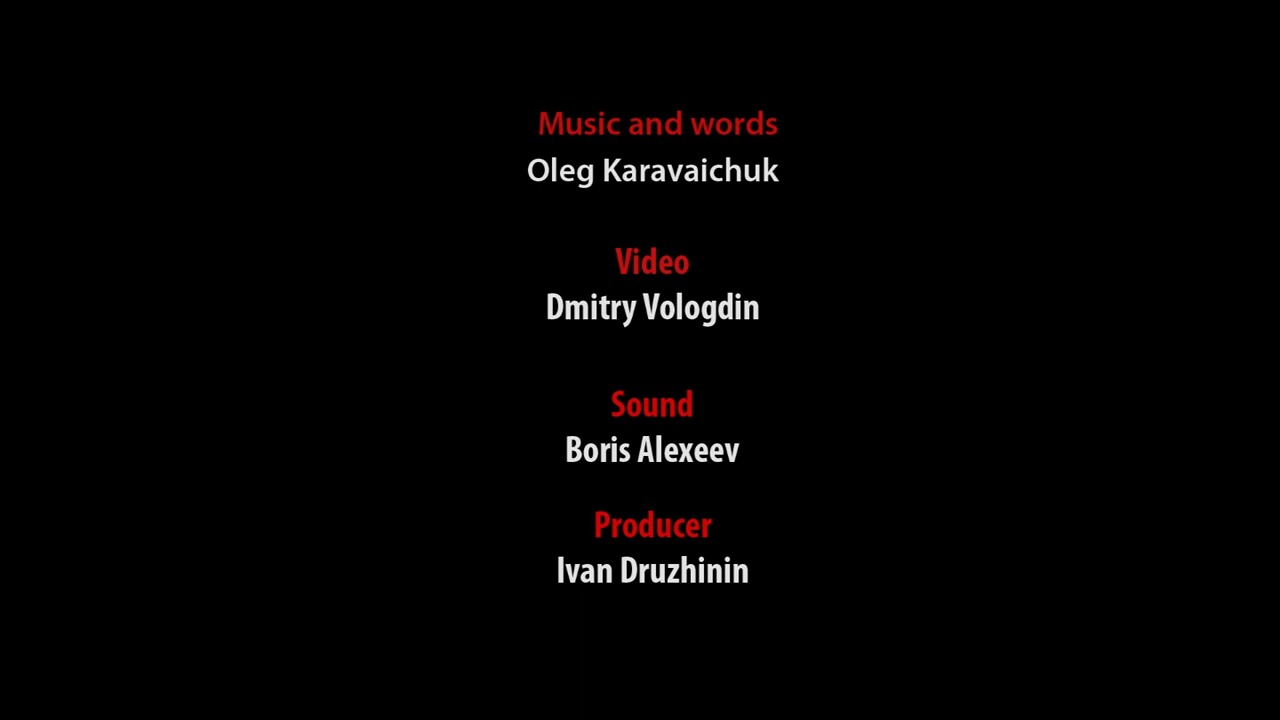 Music and words
Oleg Karavaichuk
Video
Dmitry Vologdin
Sound
Boris Alexeev
Producer
Ivan Druzhinin